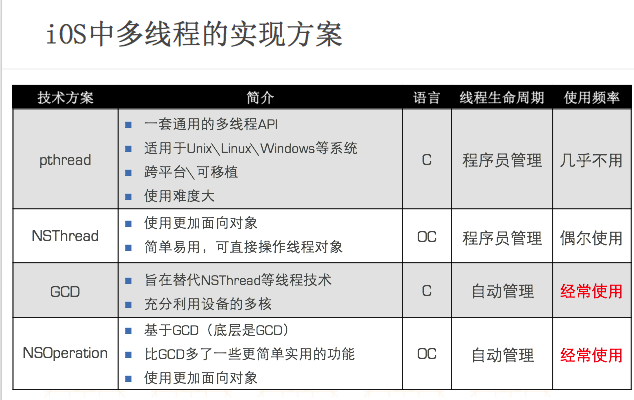 iOS中多线程的实现方案
技术方案 简介 语言 线程生命周期 使用频率
pthread
■ 一套通用的多线程API
■ 适用于Unix\Linux\Windows等系统
■ 跨平台\可移植
■ 使用难度大
C 程序员管理 几乎不用
NSThread
■ 使用更加面向对象
■ 简单易用，可直接操作线程对象
OC 程序员管理 偶尔使用
GCD
■ 旨在替代NSThread等线程技术
■ 充分利用设备的多核
C 自动管理 经常使用
NSOperation
■ 基于GCD（底层是GCD）
■ 比GCD多了一些更简单实用的功能
■ 使用更加面向对象
OC 自动管理 经常使用